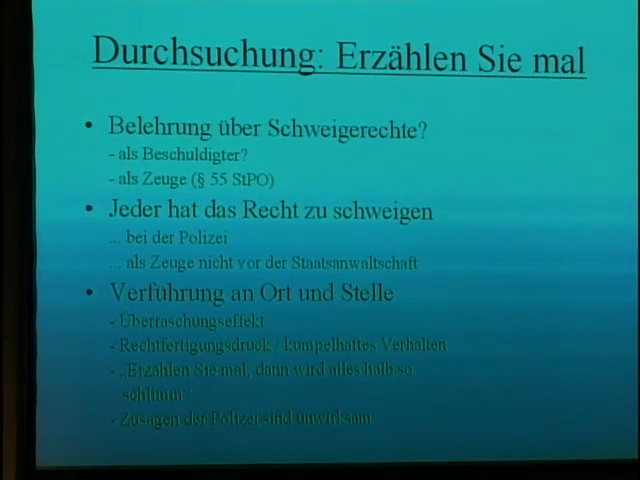 Durchsuchung: Erzählen Sie mal
• Belehrung über Schweigerechte?
- als Beschuldigter?
- als Zeuge (§ 55 StPO)
• Jeder hat das Recht zu schweigen
... bei der Polizei
... als Zeuge nicht vor der Staatsanwaltschaft
• Verführung an Ort und Stelle
- Überraschungseffekt
- Rechtfertigungsdruck / kumpelhaftes Verhalten
- „Erzählen Sie mal, dann wird alles halb so
schlimm“
- Zusagen der Polizei sind unwirksam